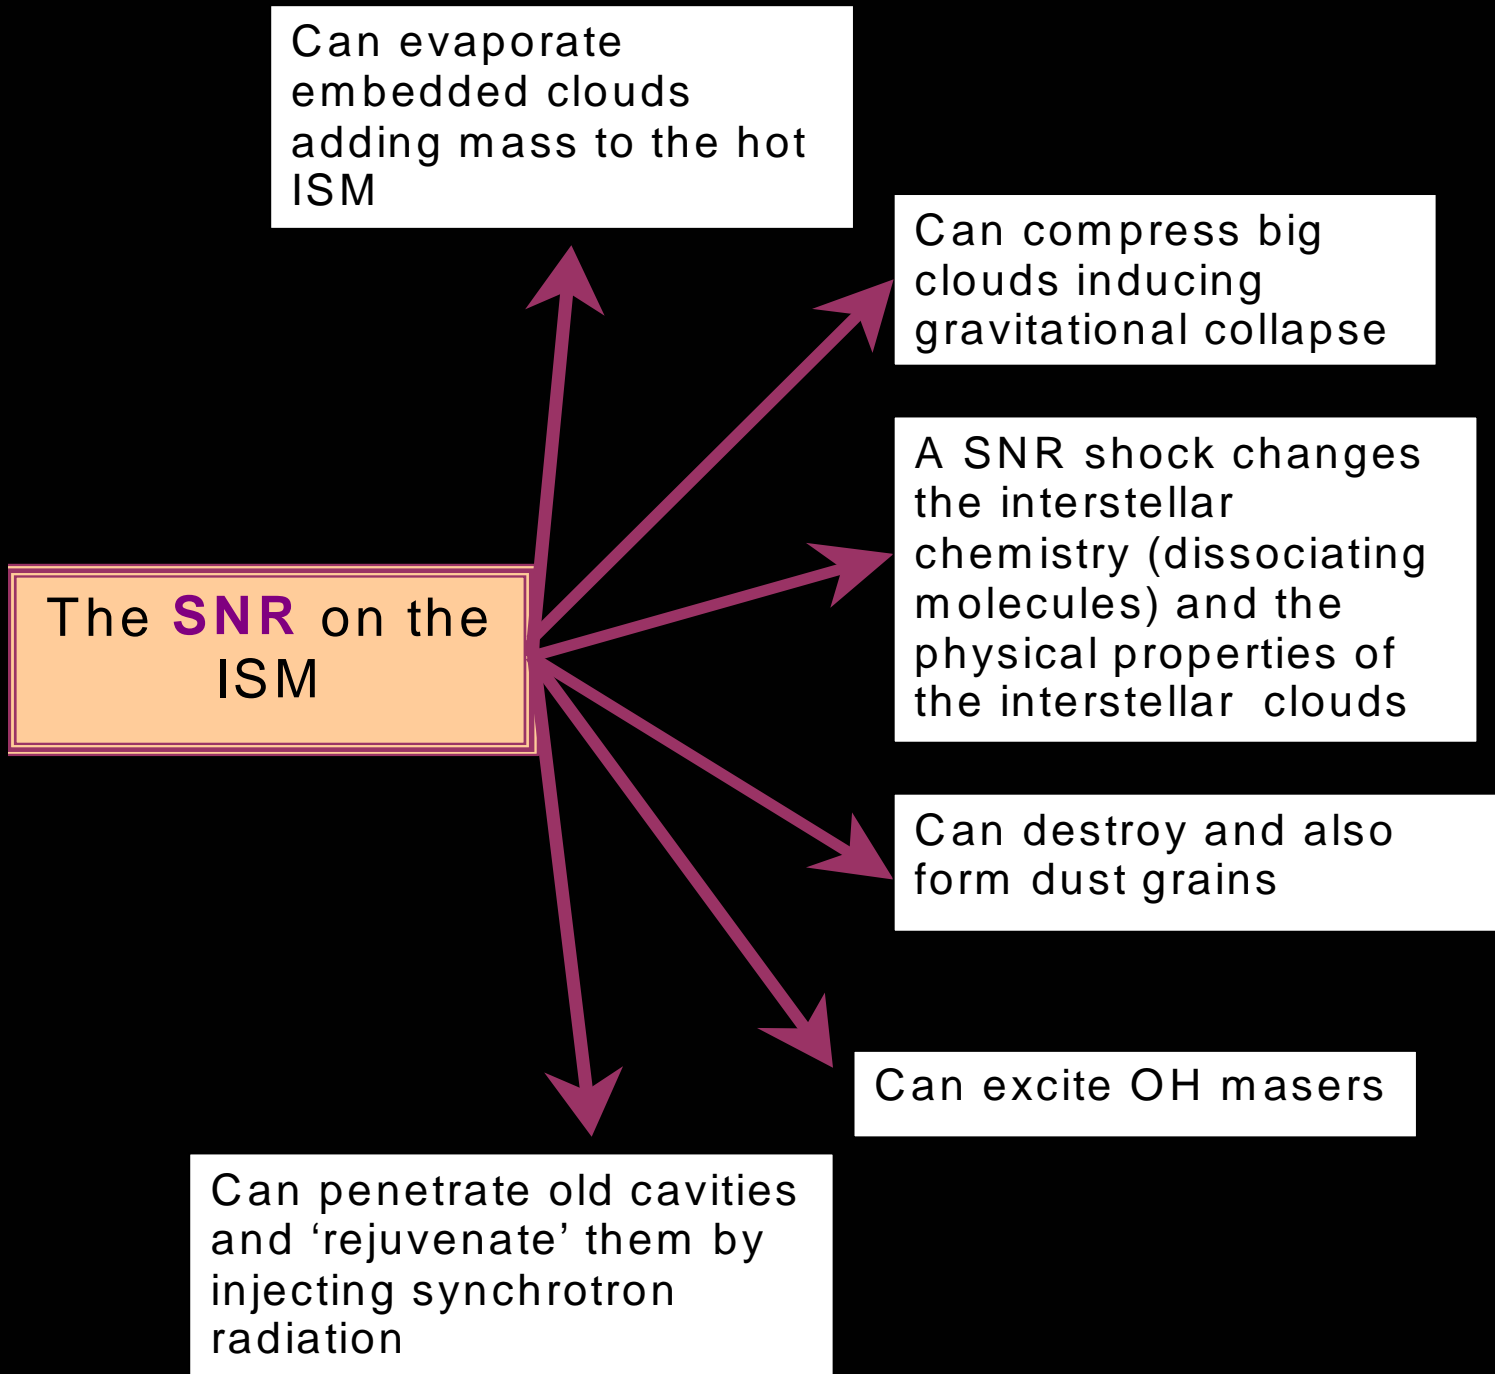 Can evaporate
embedded clouds
adding mass to the hot
ISM
Can compress big
clouds inducing
gravitational collapse
A SNR shock changes
the interstellar
chemistry (dissociating
molecules) and the
physical properties of
the interstellar clouds
The SNR on the
ISM
Can destroy and also
form dust grains
Can excite OH masers
Can penetrate old cavities
and ‘rejuvenate’ them by
injecting synchrotron
radiation